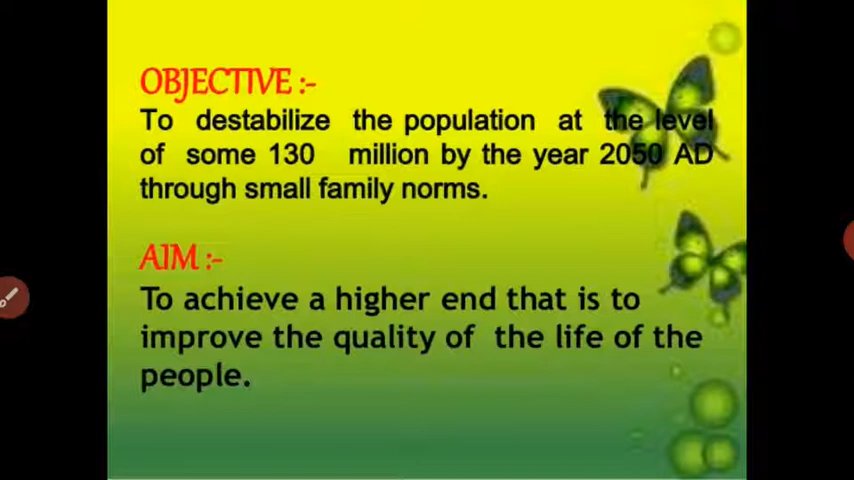 OBJECTIVE :-
To destabilize the population at the level
of some 130 million by the year 2050 AD
through small family norms.
AIM :-
To achieve a higher end that is to
improve the quality of the life of the
people.